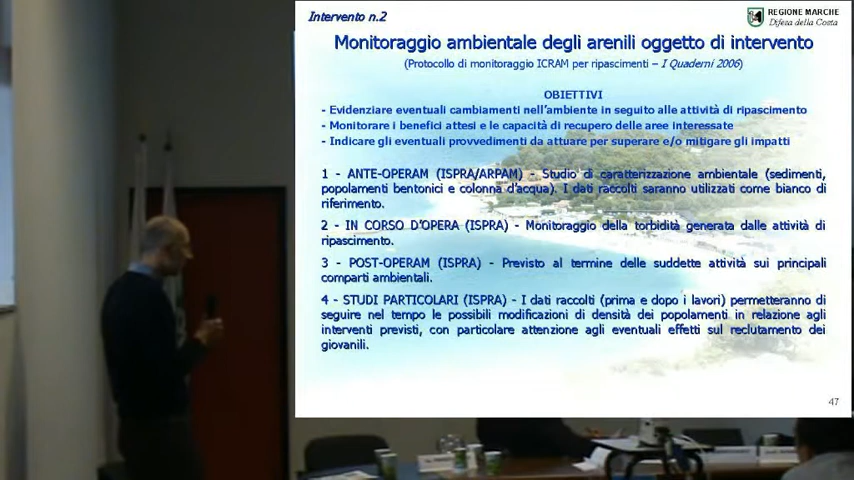 Intervento n.2
REGIONE MARCHE
Difesa della Costa
Monitoraggio ambientale degli arenili oggetto di intervento
(Protocollo di monitoraggio ICRAM per ripascimenti – I Quaderni 2006)
OBIETTIVI
- Evidenziare eventuali cambiamenti nell'ambiente in seguito alle attività di ripascimento
- Monitorare i benefici attesi e le capacità di recupero delle aree interessate
- Indicare gli eventuali provvedimenti da attuare per superare e/o mitigare gli impatti
1 - ANTE-OPERAM (ISPRA/ARPAM) - Studio di caratterizzazione ambientale (sedimenti,
popolamenti bentonici e colonna d'acqua). I dati raccolti saranno utilizzati come bianco di
riferimento.
2 - IN CORSO D'OPERA (ISPRA) - Monitoraggio della torbidità generata dalle attività di
ripascimento.
3 - POST-OPERAM (ISPRA) - Previsto al termine delle suddette attività sui principali
comparti ambientali.
4 - STUDI PARTICOLARI (ISPRA) - I dati raccolti (prima e dopo i lavori) permetteranno di
seguire nel tempo le possibili modificazioni di densità dei popolamenti in relazione agli
interventi previsti, con particolare attenzione agli eventuali effetti sul reclutamento dei
giovanili.
47